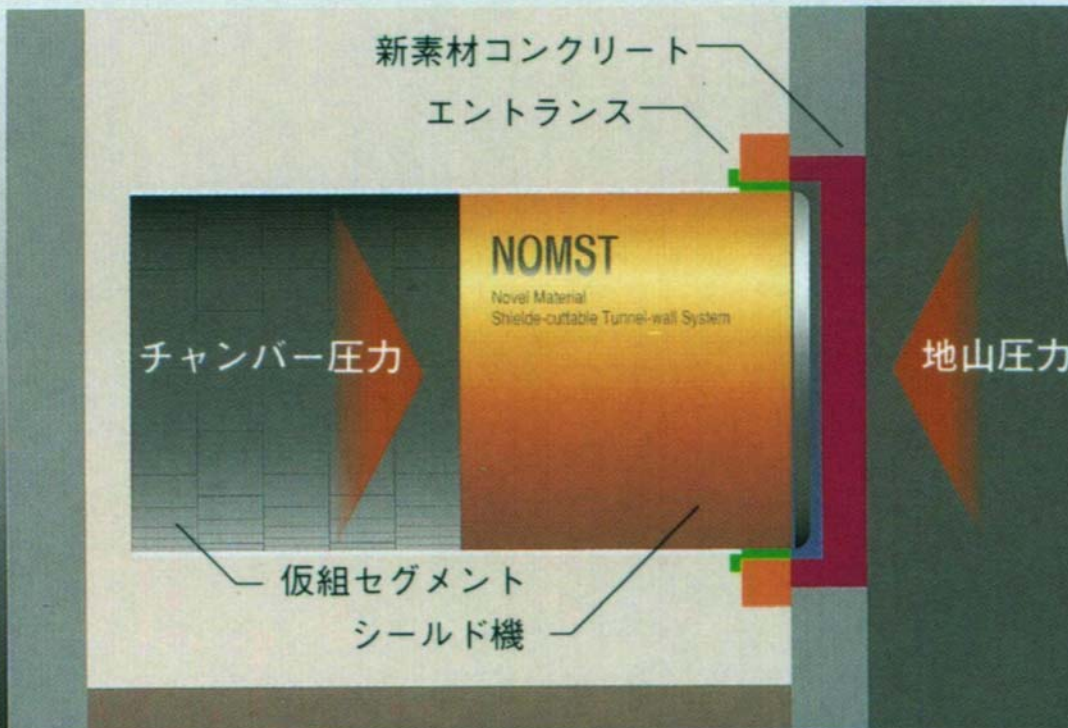 新素材コンクリート
エントランス
NOMST
Novel Material
Shielde-cuttable Tunnel-wall System
チャンバー圧力
地山圧力
仮組セグメント
シールド機